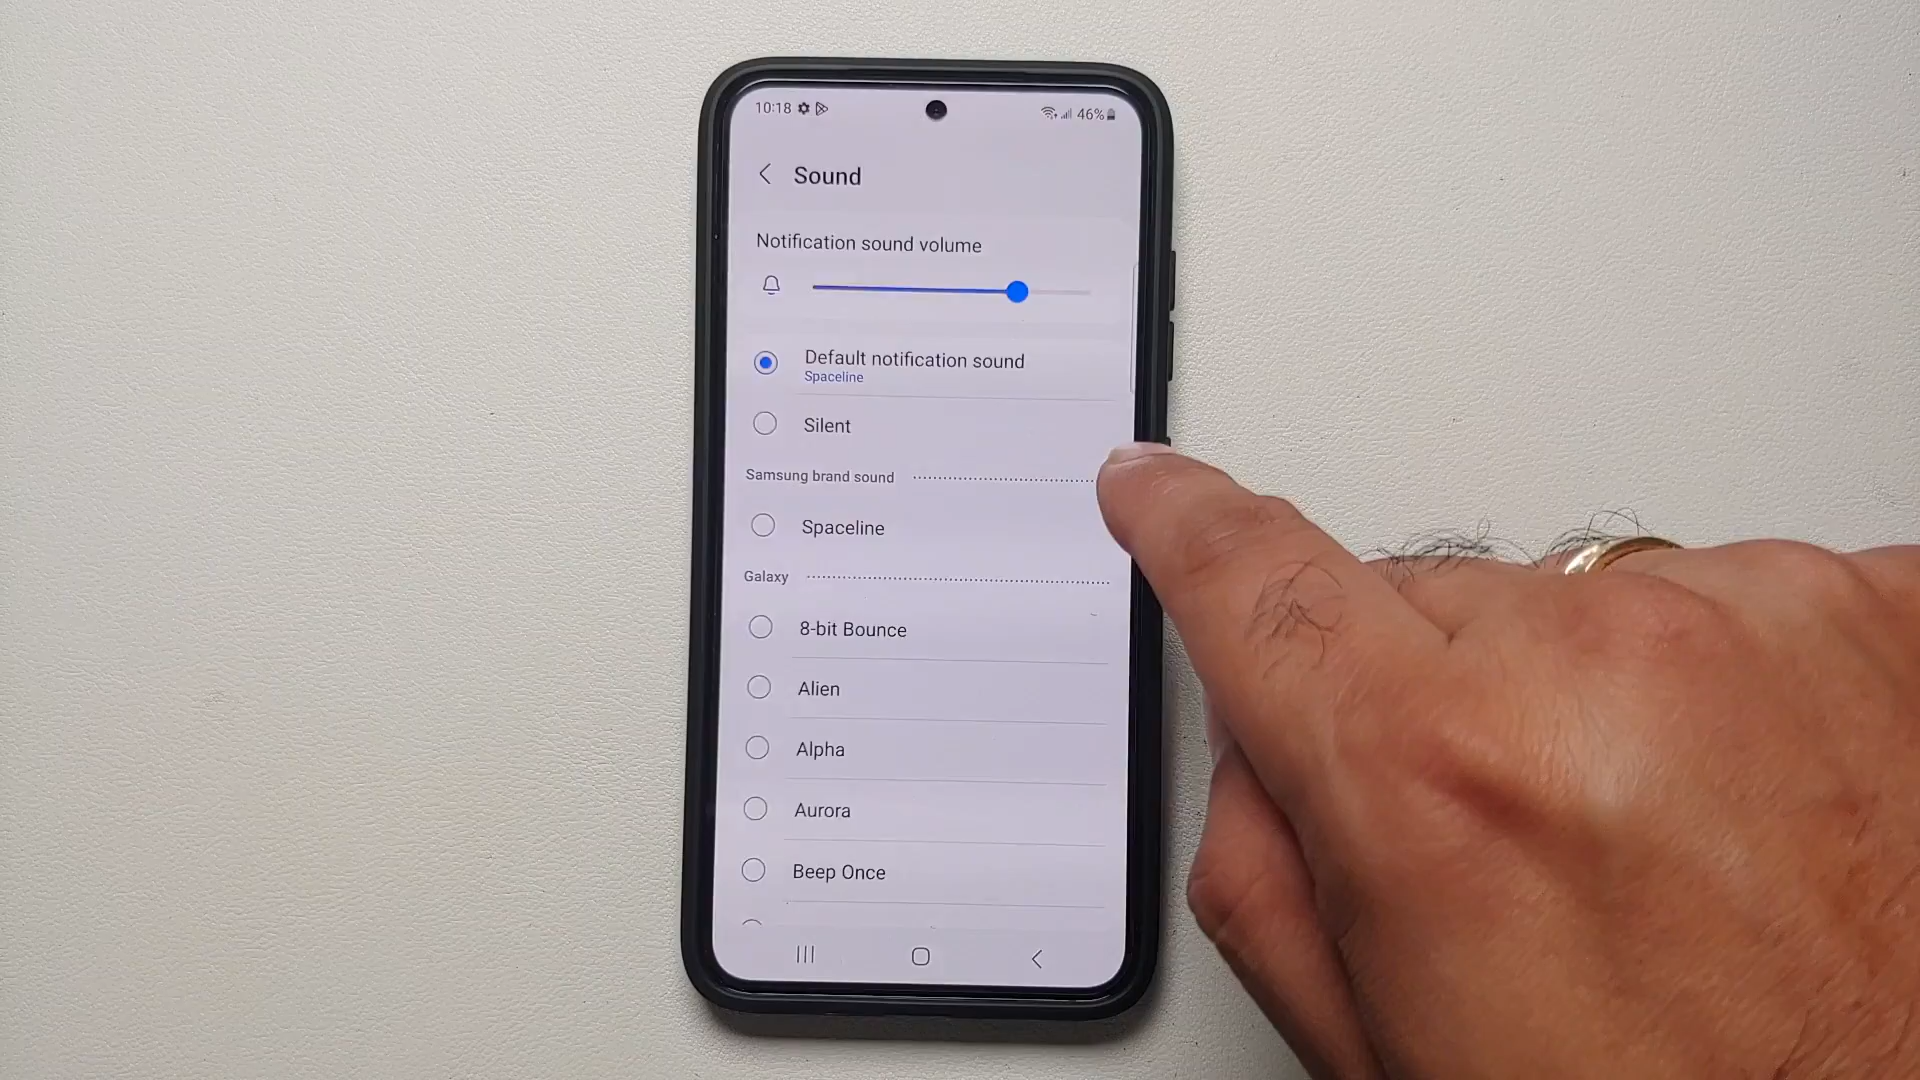 10:18 46%
Sound
Notification sound volume
Default notification sound
Spaceline
Silent
Samsung brand sound
Spaceline
Galaxy
8-bit Bounce
Alien
Alpha
Aurora
Beep Once